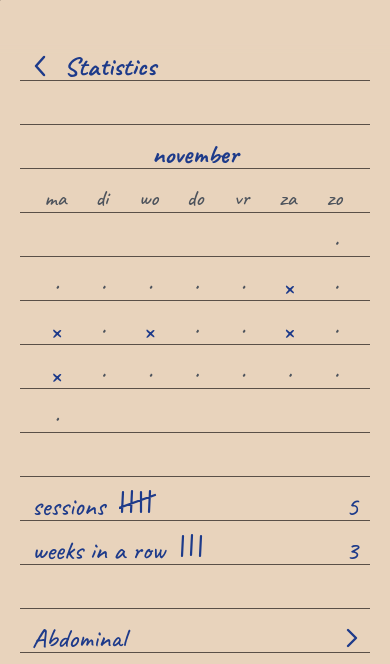 Statistics
november
ma di wo do vr za zo
. 
. . . . . × .
× . × . . × .
× . . . . . .
.
sessions 5
weeks in a row 3
Abdominal